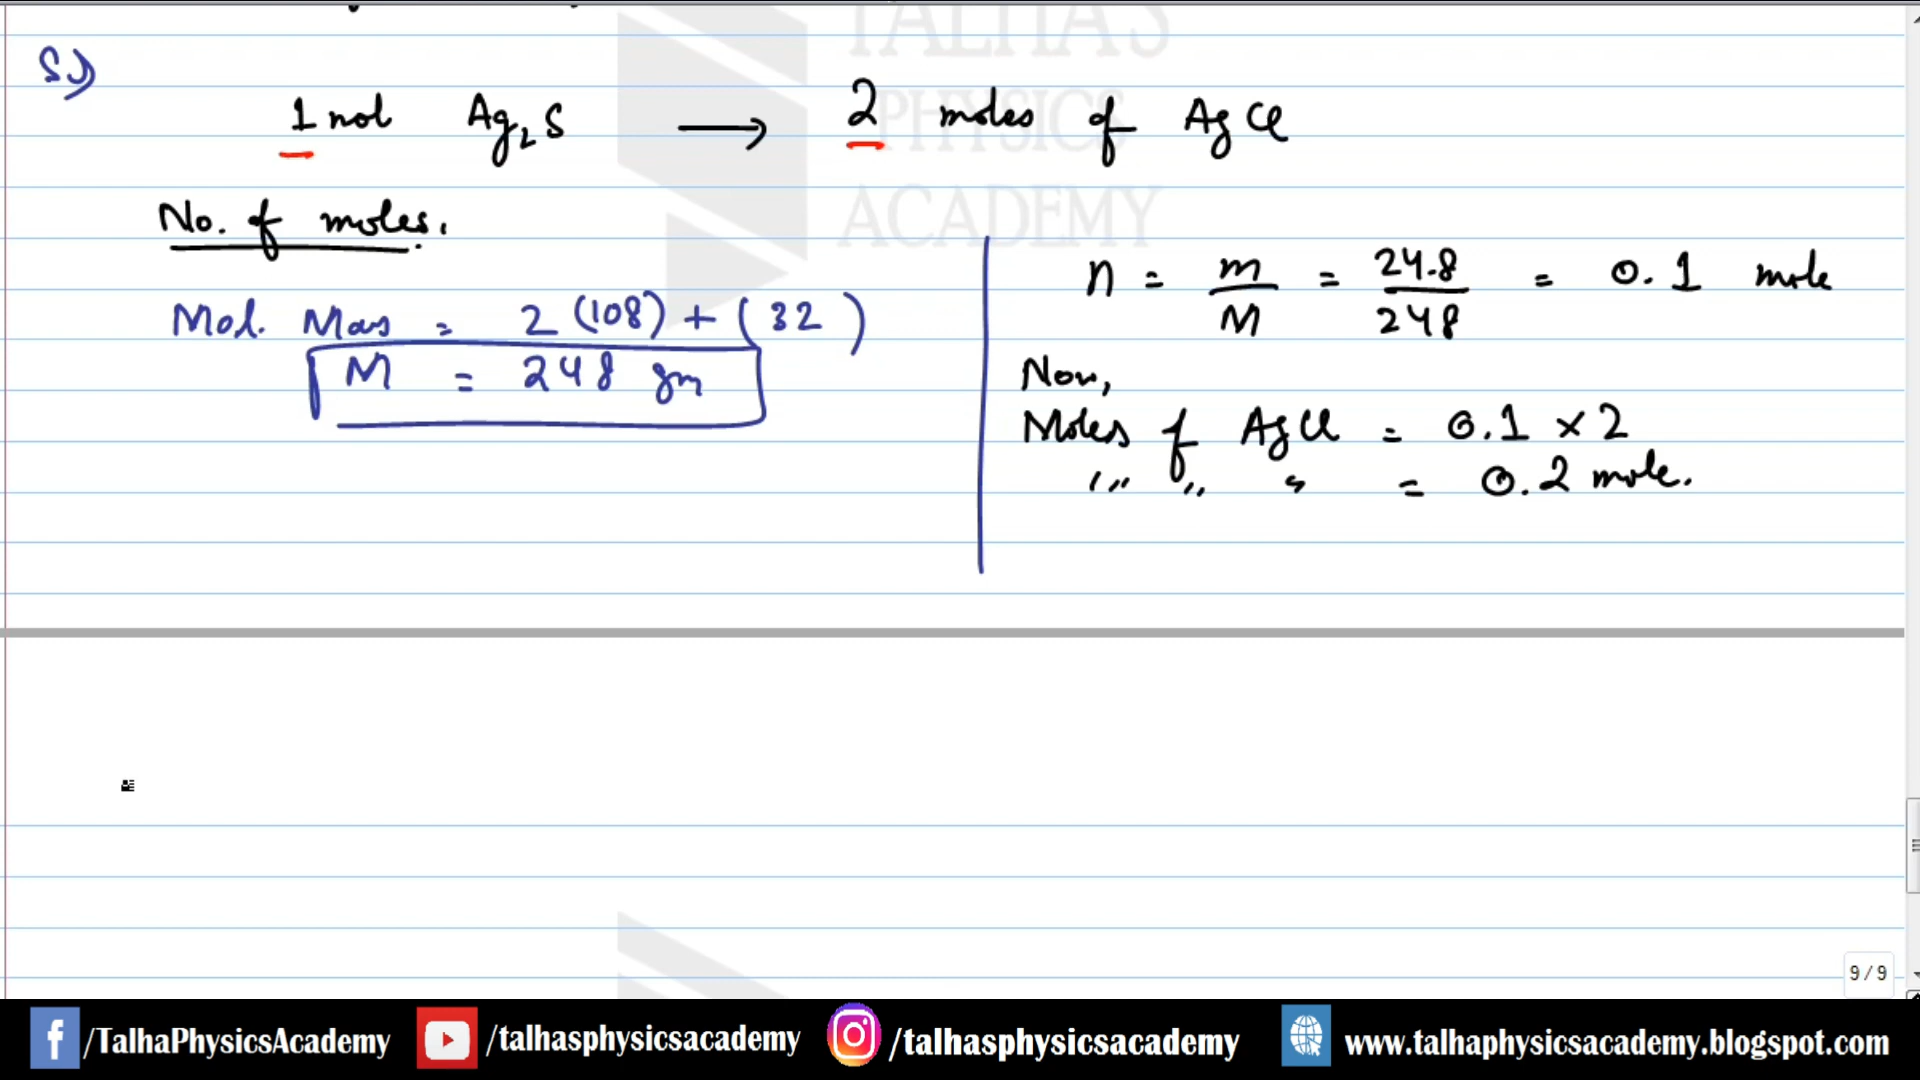 TALHA'S
PHYSICS
ACADEMY
1 mol Ag₂S → 2 moles of AgCl
No. of moles.
Mol. Mass = 2 (108) + ( 32 )
M = 248 gm
n = m/M = 24.8/248 = 0.1 mole
Now,
Moles of AgCl = 0.1 × 2
" " " = 0.2 mole.
9 / 9
/TalhaPhysicsAcademy
/talhasphysicsacademy
/talhasphysicsacademy
www.talhaphysicsacademy.blogspot.com